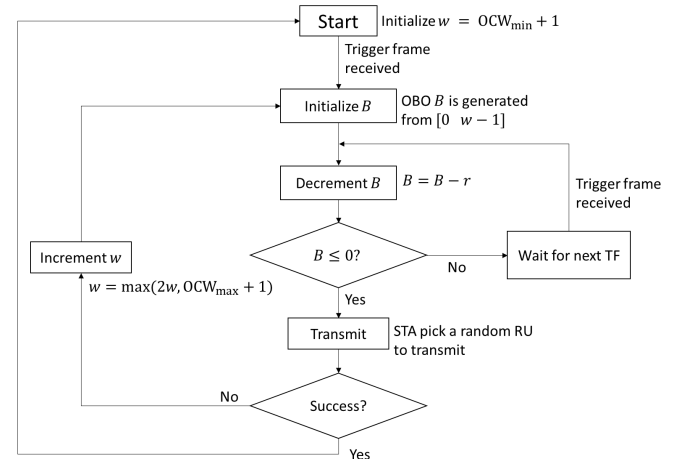 Start
Initialize w = OCW_min + 1
Trigger frame
received
Initialize B
OBO B is generated
from [0 w − 1]
Decrement B
B = B − r
Trigger frame
received
B ≤ 0?
No
Wait for next TF
Increment w
w = max(2w, OCW_max + 1)
Yes
Transmit
STA pick a random RU
to transmit
No
Success?
Yes